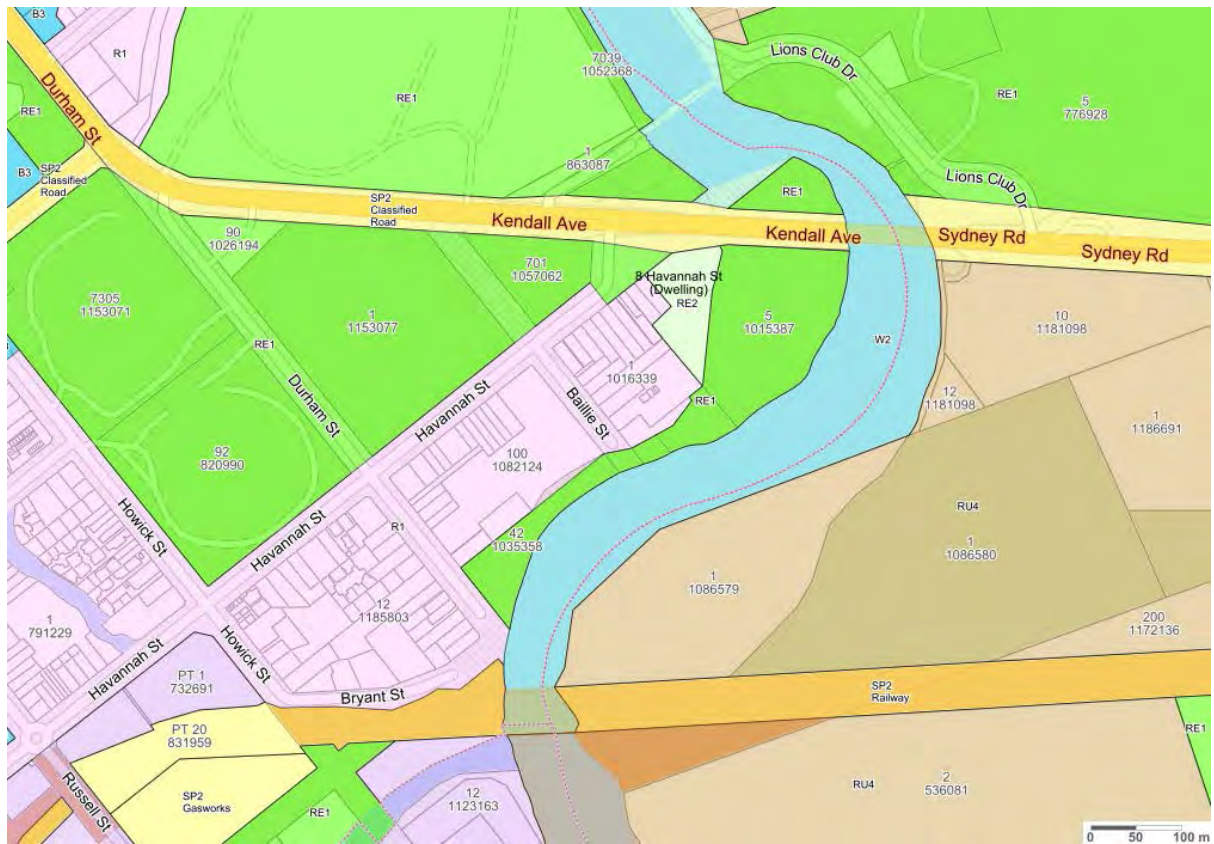 B3
R1
Durham St
RE1
RE1
B3
SP2
Classified
Road
7039
1052368
Lions Club Dr
RE1
5
776928
1
863087
Lions Club Dr
RE1
SP2
Classified
Road
Kendall Ave
Kendall Ave
Sydney Rd
Sydney Rd
90
1026194
701
1057062
8 Havannah St
(Dwelling)
RE2
7305
1153071
1
1153077
5
1015387
10
1181098
RE1
W2
Durham St
Havannah St
Baillie St
1
1016339
RE1
12
1181098
1
1186691
92
820990
100
1082124
Howick St
Havannah St
R1
42
1035358
RU4
1
1086580
1
1086579
12
1185803
1
791229
200
1172136
Havannah St
Howick St
PT 1
732691
Bryant St
SP2
Railway
PT 20
831959
RE1
Russell St
SP2
Gasworks
RE1
12
1123163
RU4
2
536081
0 50 100 m